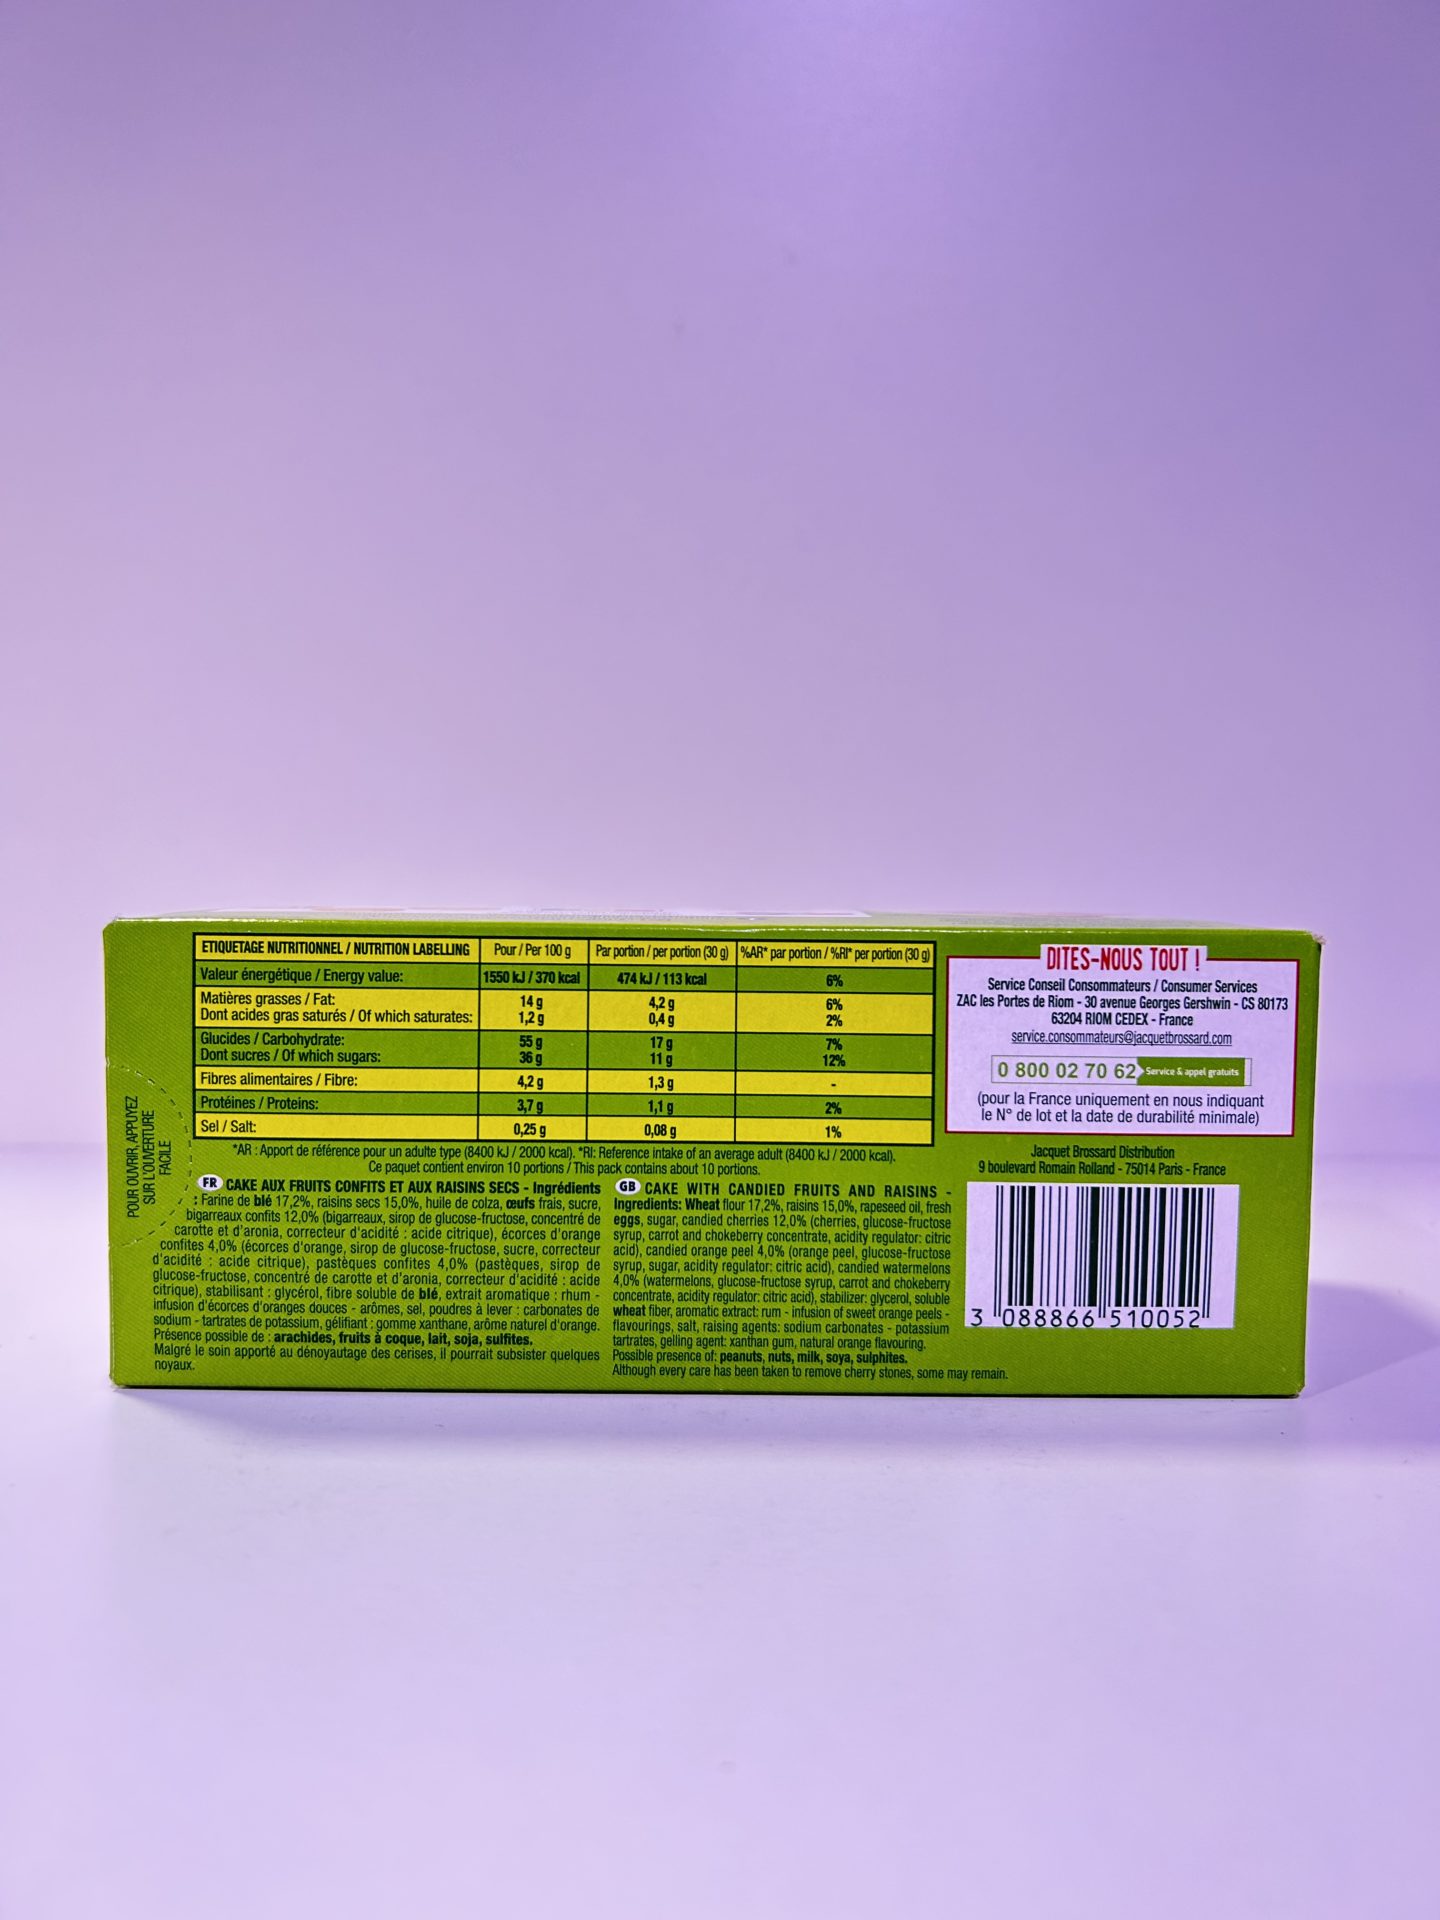 ETIQUETAGE NUTRITIONNEL / NUTRITION LABELLING Pour / Per 100 g Par portion / per portion (30 g) %AR* par portion / %RI* per portion (30 g)
Valeur énergétique / Energy value: 1550 kJ / 370 kcal 474 kJ / 113 kcal 6%
Matières grasses / Fat: 14 g 4,2 g 6%
Dont acides gras saturés / Of which saturates: 1,2 g 0,4 g 2%
Glucides / Carbohydrate: 55 g 17 g 7%
Dont sucres / Of which sugars: 36 g 11 g 12%
Fibres alimentaires / Fibre: 4,2 g 1,3 g -
Protéines / Proteins: 3,7 g 1,1 g 2%
Sel / Salt: 0,25 g 0,08 g 1%
*AR : Apport de référence pour un adulte type (8400 kJ / 2000 kcal). *RI: Reference intake of an average adult (8400 kJ / 2000 kcal).
Ce paquet contient environ 10 portions / This pack contains about 10 portions.
POUR OUVRIR, APPUYEZ
SUR L'OUVERTURE
FACILE
FR CAKE AUX FRUITS CONFITS ET AUX RAISINS SECS - Ingrédients
: Farine de blé 17,2%, raisins secs 15,0%, huile de colza, œufs frais, sucre,
bigarreaux confits 12,0% (bigarreaux, sirop de glucose-fructose, concentré de
carotte et d'aronia, correcteur d'acidité : acide citrique), écorces d'orange
confites 4,0% (écorces d'orange, sirop de glucose-fructose, sucre, correcteur
d'acidité : acide citrique), pastèques confites 4,0% (pastèques, sirop de
glucose-fructose, concentré de carotte et d'aronia, correcteur d'acidité : acide
citrique), stabilisant : glycérol, fibre soluble de blé, extrait aromatique : rhum -
infusion d'écorces d'oranges douces - arômes, sel, poudres à lever : carbonates de
sodium - tartrates de potassium, gélifiant : gomme xanthane, arôme naturel d'orange.
Présence possible de : arachides, fruits à coque, lait, soja, sulfites.
Malgré le soin apporté au dénoyautage des cerises, il pourrait subsister quelques
noyaux.
GB CAKE WITH CANDIED FRUITS AND RAISINS -
Ingredients: Wheat flour 17,2%, raisins 15,0%, rapeseed oil, fresh
eggs, sugar, candied cherries 12,0% (cherries, glucose-fructose
syrup, carrot and chokeberry concentrate, acidity regulator: citric
acid), candied orange peel 4,0% (orange peel, glucose-fructose
syrup, sugar, acidity regulator: citric acid), candied watermelons
4,0% (watermelons, glucose-fructose syrup, carrot and chokeberry
concentrate, acidity regulator: citric acid), stabilizer: glycerol, soluble
wheat fiber, aromatic extract: rum - infusion of sweet orange peels -
flavourings, salt, raising agents: sodium carbonates - potassium
tartrates, gelling agent: xanthan gum, natural orange flavouring.
Possible presence of: peanuts, nuts, milk, soya, sulphites.
Although every care has been taken to remove cherry stones, some may remain.
DITES-NOUS TOUT !
Service Conseil Consommateurs / Consumer Services
ZAC les Portes de Riom - 30 avenue Georges Gershwin - CS 80173
63204 RIOM CEDEX - France
service.consommateurs@jacquetbrossard.com
0 800 02 70 62 Service & appel gratuits
(pour la France uniquement en nous indiquant
le N° de lot et la date de durabilité minimale)
Jacquet Brossard Distribution
9 boulevard Romain Rolland - 75014 Paris - France
3 088866 510052